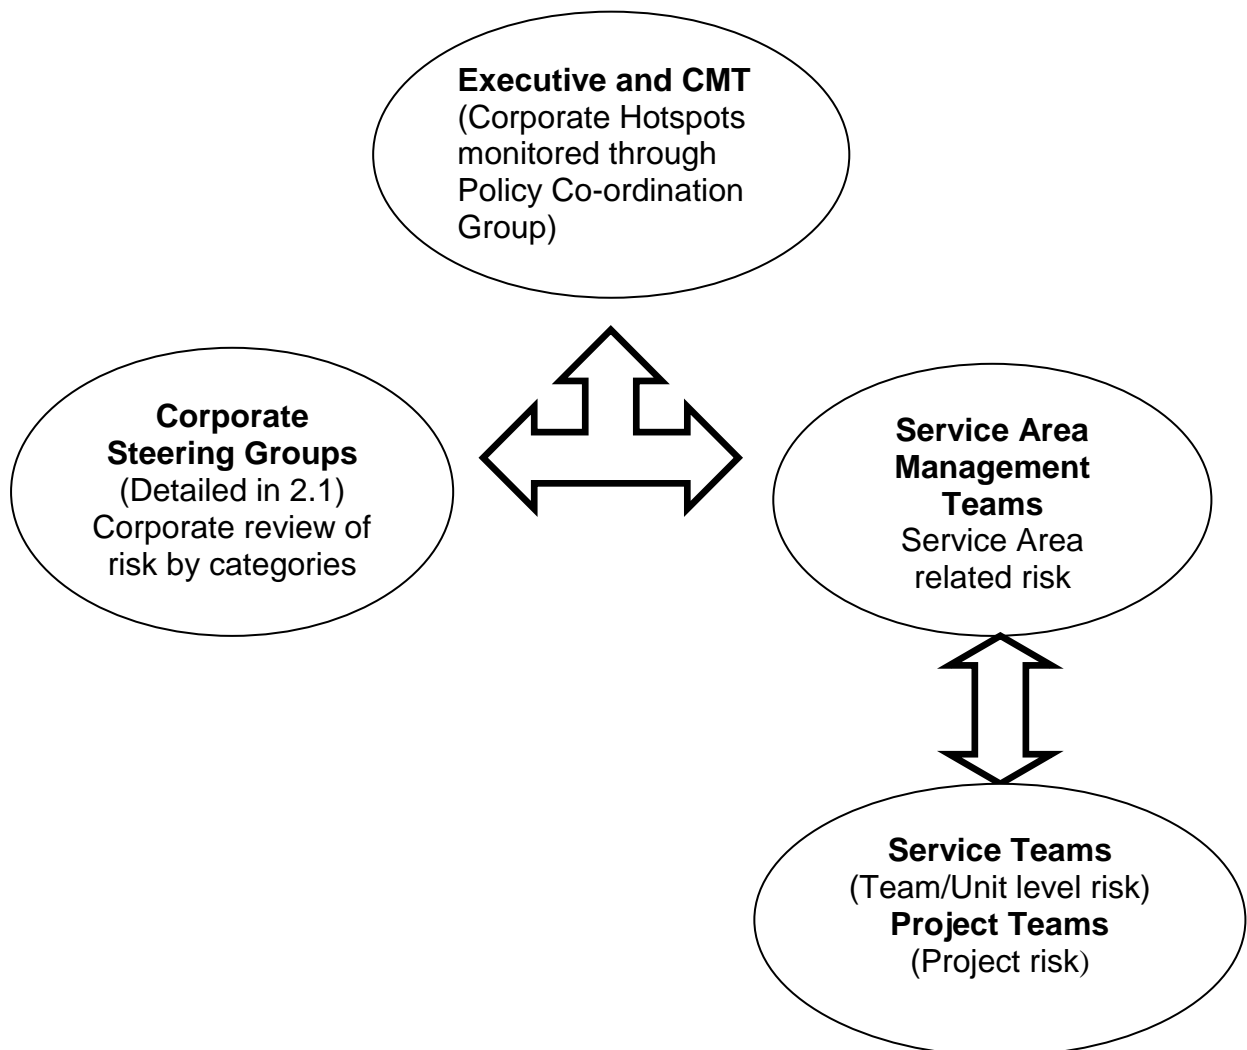 Executive and CMT
(Corporate Hotspots
monitored through
Policy Co-ordination
Group)
Corporate
Steering Groups
(Detailed in 2.1)
Corporate review of
risk by categories
Service Area
Management
Teams
Service Area
related risk
Service Teams
(Team/Unit level risk)
Project Teams
(Project risk)